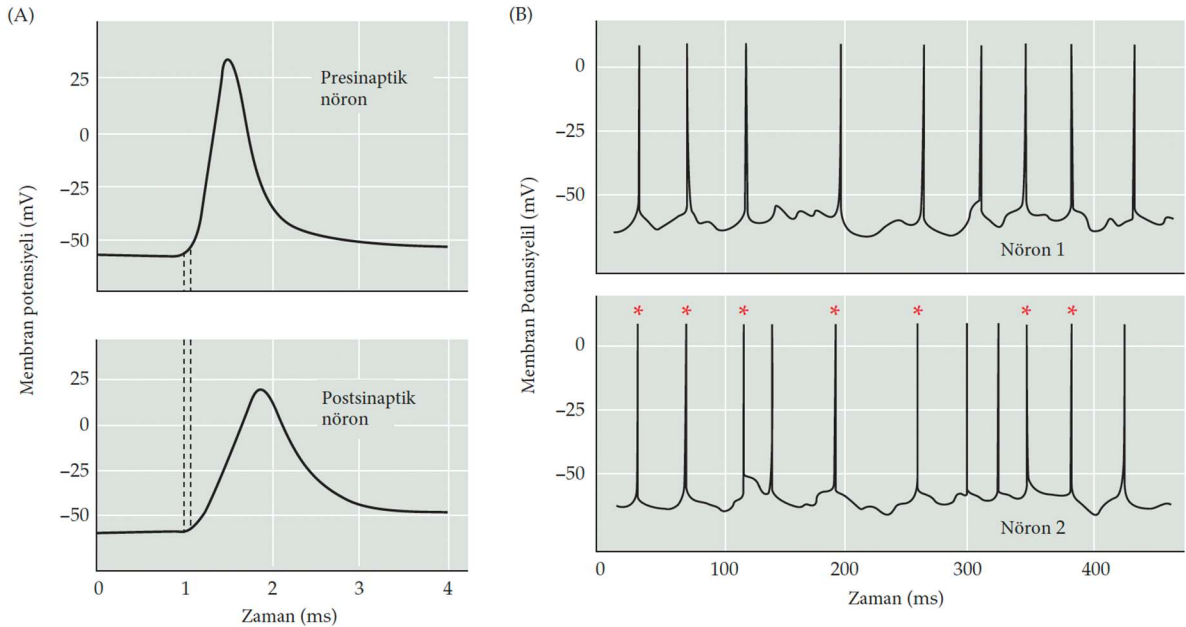 (A)
Membran potensiyeli (mV)
25
0
−25
−50
Presinaptik
nöron
25
0
−25
−50
Postsinaptik
nöron
0
1
2
3
4
Zaman (ms)
(B)
Membran Potansiyelil (mV)
0
−25
−50
Nöron 1
* * * * * * *
0
−25
−50
Nöron 2
0
100
200
300
400
Zaman (ms)